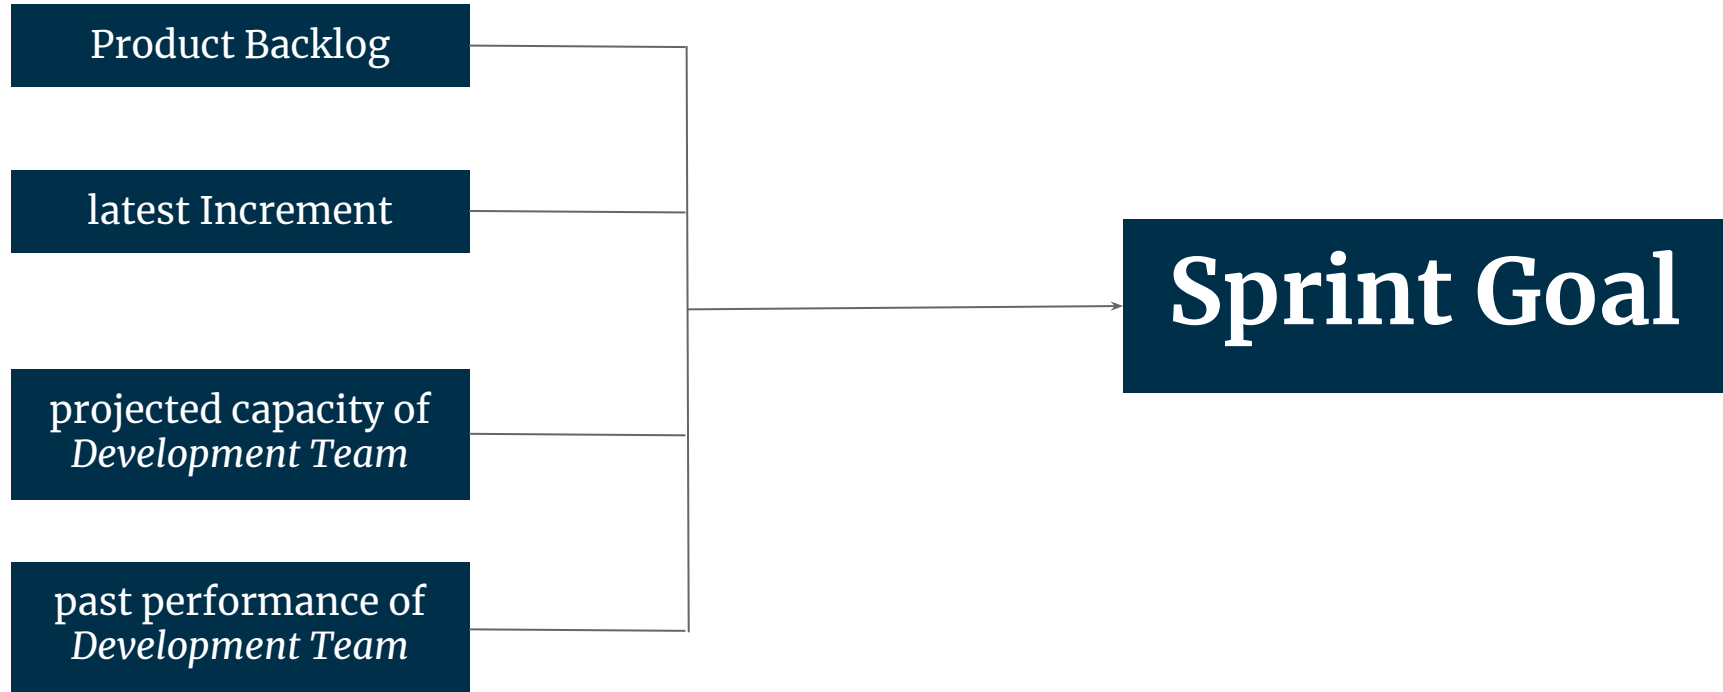 Product Backlog
latest Increment
projected capacity of
Development Team
past performance of
Development Team
Sprint Goal